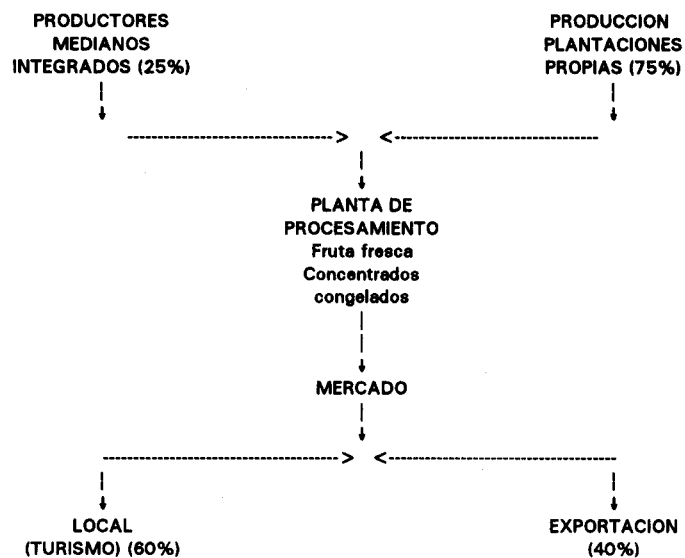 PRODUCTORES
MEDIANOS
INTEGRADOS (25%)
PRODUCCION
PLANTACIONES
PROPIAS (75%)
PLANTA DE
PROCESAMIENTO
Fruta fresca
Concentrados
congelados
MERCADO
LOCAL
(TURISMO) (60%)
EXPORTACION
(40%)